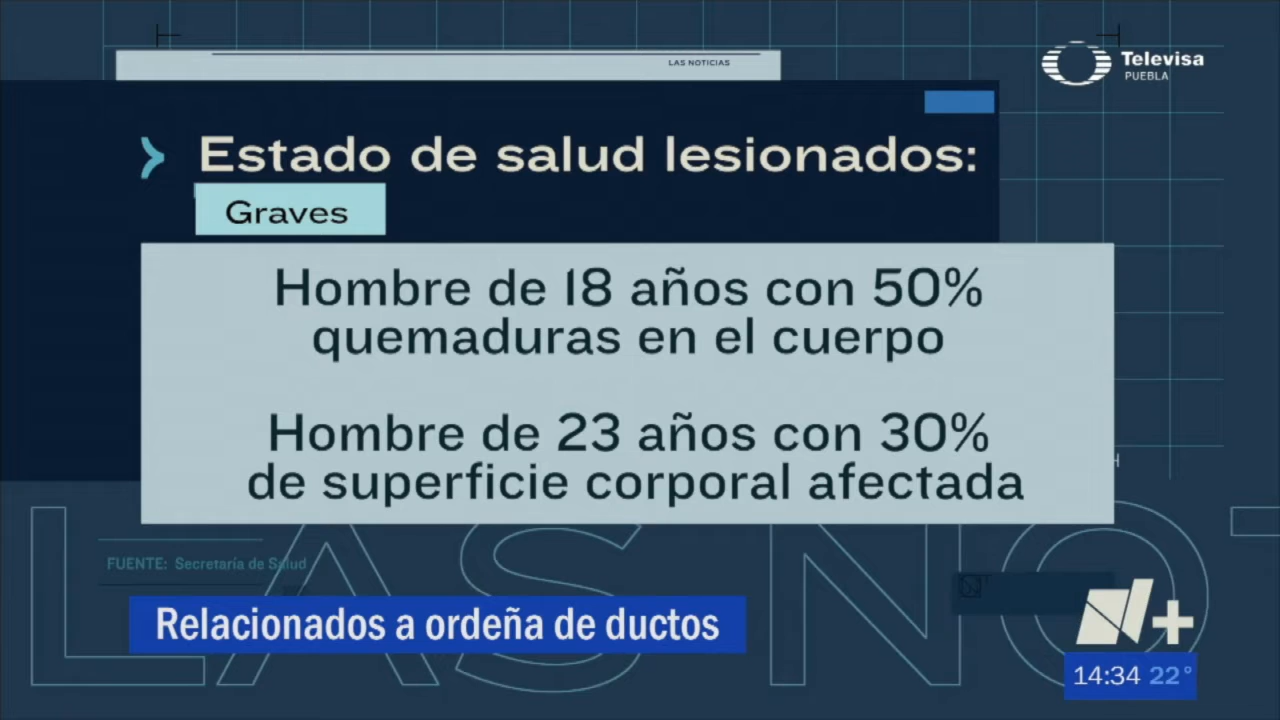 LAS NOTICIAS
Televisa
PUEBLA
Estado de salud lesionados:
Graves
Hombre de 18 años con 50%
quemaduras en el cuerpo
Hombre de 23 años con 30%
de superficie corporal afectada
LAS NOT
FUENTE: Secretaría de Salud
Relacionados a ordeña de ductos
N+
14:34 22°